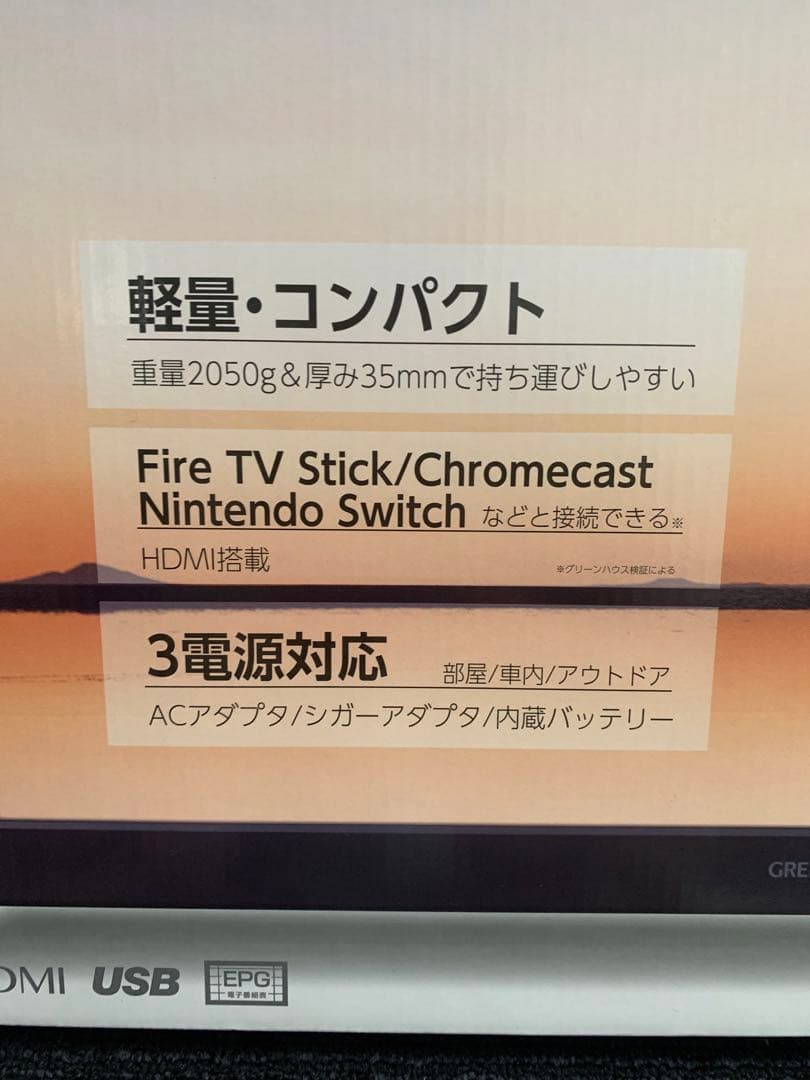 軽量・コンパクト
重量2050g＆厚み35mmで持ち運びしやすい
Fire TV Stick/Chromecast
Nintendo Switch などと接続できる※
HDMI搭載 ※グリーンハウス検証による
3電源対応 部屋/車内/アウトドア
ACアダプタ/シガーアダプタ/内蔵バッテリー
GRE
DMI USB EPG
電子番組表